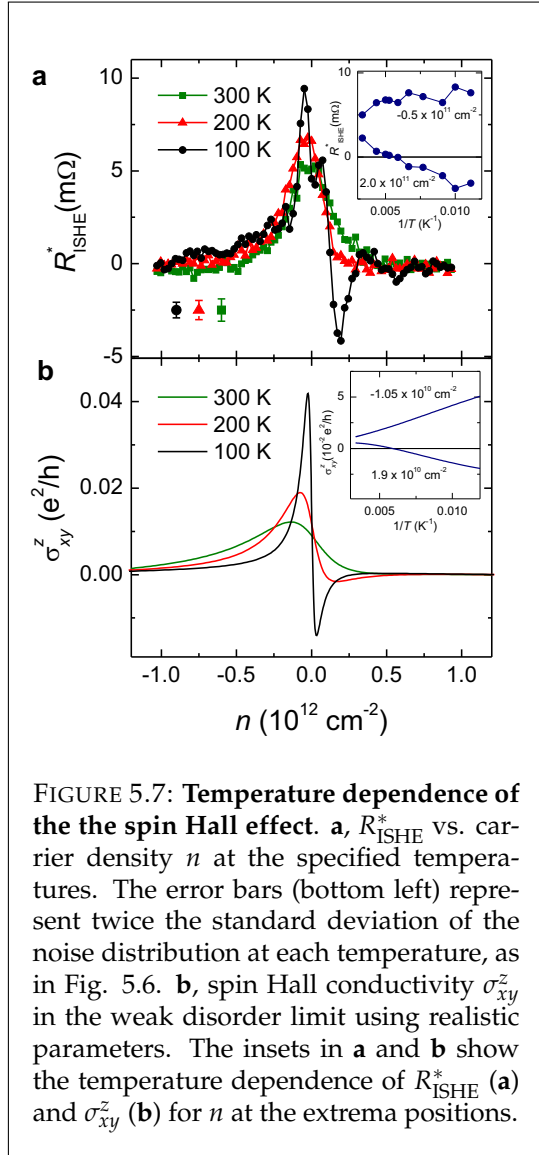 a
10
5
0
-5
R*ISHE(mΩ)
300 K
200 K
100 K
10
0
R*ISHE(mΩ)
-0.5 x 10^11 cm^-2
2.0 x 10^11 cm^-2
0.005 0.010
1/T (K^-1)
b
0.04
0.02
0.00
σ^z_xy (e^2/h)
300 K
200 K
100 K
5
0
σ^z_xy(10^-2 e^2/h)
-1.05 x 10^10 cm^-2
1.9 x 10^10 cm^-2
0.005 0.010
1/T (K^-1)
-1.0 -0.5 0.0 0.5 1.0
n (10^12 cm^-2)
FIGURE 5.7: Temperature dependence of
the the spin Hall effect. a, R*ISHE vs. car-
rier density n at the specified tempera-
tures. The error bars (bottom left) repre-
sent twice the standard deviation of the
noise distribution at each temperature, as
in Fig. 5.6. b, spin Hall conductivity σ^z_xy
in the weak disorder limit using realistic
parameters. The insets in a and b show
the temperature dependence of R*ISHE (a)
and σ^z_xy (b) for n at the extrema positions.